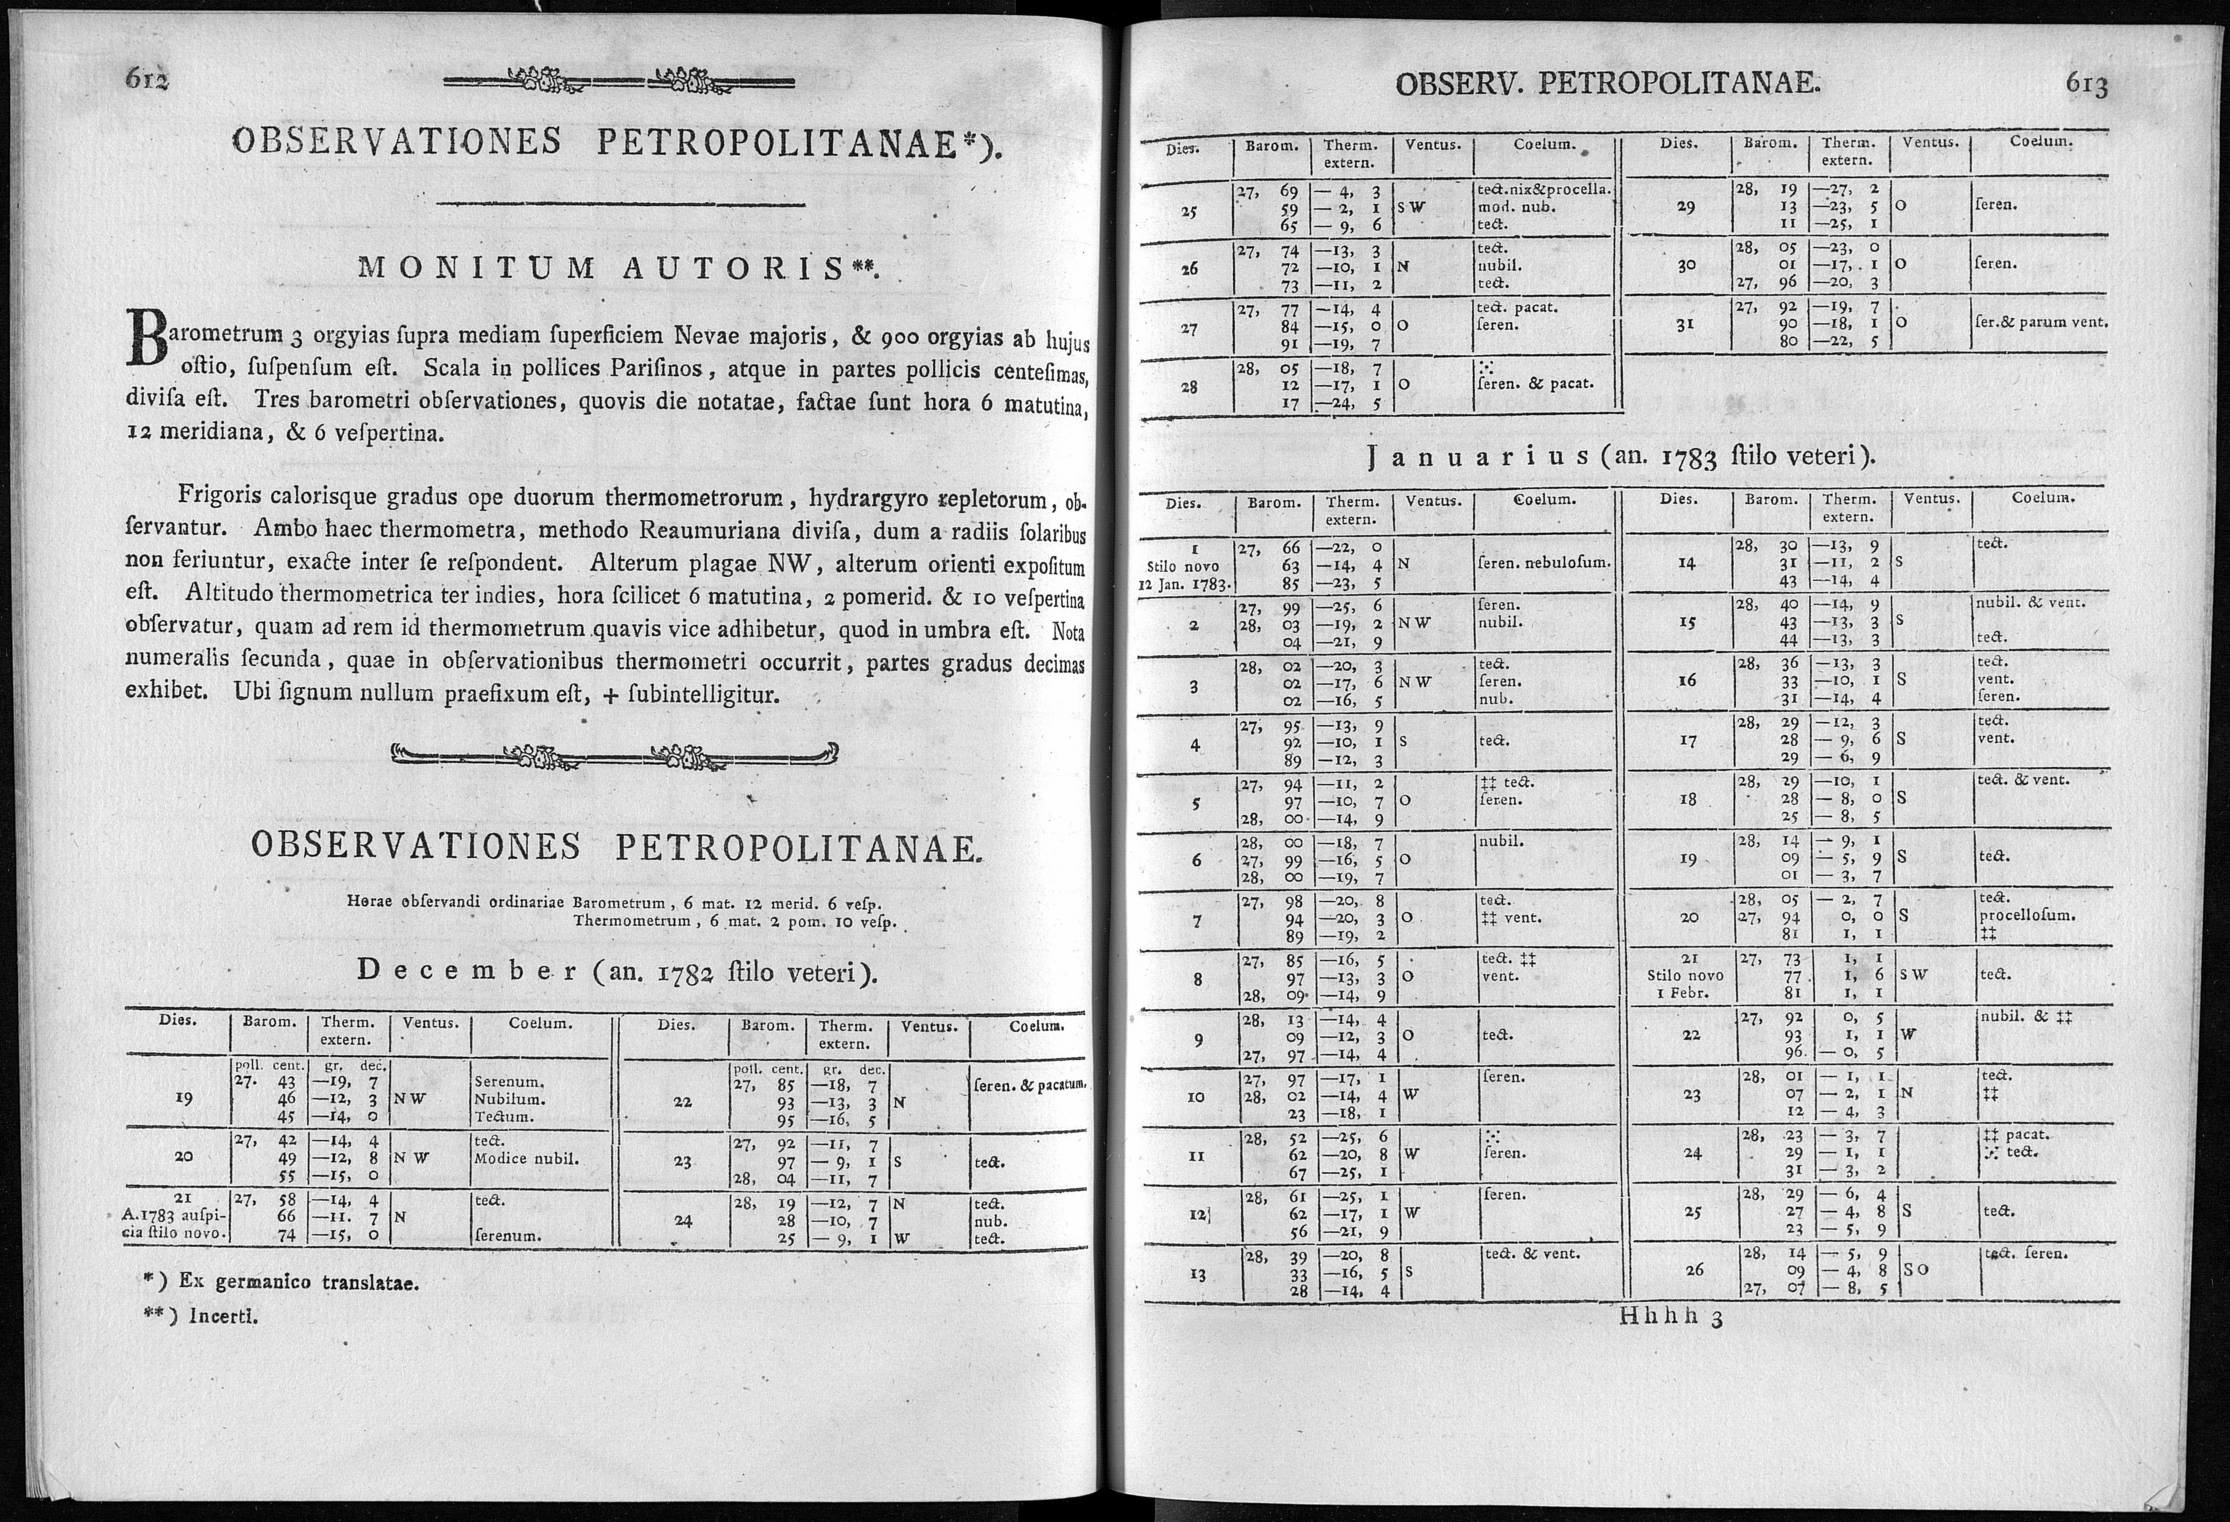 612
OBSERVATIONES PETROPOLITANAE*).
MONITUM AUTORIS**.
Barometrum 3 orgyias ſupra mediam ſuperficiem Nevae majoris, & 900 orgyias ab hujus
oſtio, ſuſpenſum eſt. Scala in pollices Pariſinos, atque in partes pollicis centeſimas,
diviſa eſt. Tres barometri obſervationes, quovis die notatae, factae ſunt hora 6 matutina,
12 meridiana, & 6 veſpertina.
Frigoris calorisque gradus ope duorum thermometrorum, hydrargyro repletorum, ob-
ſervantur. Ambo haec thermometra, methodo Reaumuriana diviſa, dum a radiis ſolaribus
non feriuntur, exacte inter ſe reſpondent. Alterum plagae NW, alterum orienti expoſitum
eſt. Altitudo thermometrica ter indies, hora ſcilicet 6 matutina, 2 pomerid. & 10 veſpertina
obſervatur, quam ad rem id thermometrum quavis vice adhibetur, quod in umbra eſt. Nota
numeralis ſecunda, quae in obſervationibus thermometri occurrit, partes gradus decimas
exhibet. Ubi ſignum nullum praefixum eſt, + ſubintelligitur.
OBSERVATIONES PETROPOLITANAE.
Horae obſervandi ordinariae Barometrum, 6 mat. 12 merid. 6 veſp.
Thermometrum, 6 mat. 2 pom. 10 veſp.
December (an. 1782 ſtilo veteri).
Dies. Barom. Therm. extern. Ventus. Coelum.
poll. cent. gr. dec.
27. 43 —19, 7 Serenum.
19 46 —12, 3 NW Nubilum.
45 —14, 0 Tectum.
27, 42 —14, 4 tect.
20 49 —12, 8 NW Modice nubil.
55 —15, 0
21 27, 58 —14, 4 tect.
A.1783 auſpi- 66 —11. 7 N
cia ſtilo novo. 74 —15, 0 ſerenum.
Dies. Barom. Therm. extern. Ventus. Coelum.
poll. cent. gr. dec.
27, 85 —18, 7 ſeren. & pacatum.
22 93 —13, 3 N
95 —16, 5
27, 92 —11, 7
23 97 — 9, 1 S tect.
28, 04 —11, 7
28, 19 —12, 7 N tect.
24 28 —10, 7 nub.
25 — 9, 1 W tect.
*) Ex germanico translatae.
**) Incerti.
OBSERV. PETROPOLITANAE. 613
Dies. Barom. Therm. extern. Ventus. Coelum.
27, 69 — 4, 3 tect.nix&procella.
25 59 — 2, 1 SW mod. nub.
65 — 9, 6 tect.
27, 74 —13, 3 tect.
26 72 —10, 1 N nubil.
73 —11, 2 tect.
27, 77 —14, 4 tect. pacat.
27 84 —15, 0 O ſeren.
91 —19, 7
28, 05 —18, 7 ⁙
28 12 —17, 1 O ſeren. & pacat.
17 —24, 5
Dies. Barom. Therm. extern. Ventus. Coelum.
28, 19 —27, 2
29 13 —23, 5 O ſeren.
11 —25, 1
28, 05 —23, 0
30 01 —17, 1 O ſeren.
27, 96 —20, 3
27, 92 —19, 7
31 90 —18, 1 O ſer.& parum vent.
80 —22, 5
Januarius (an. 1783 ſtilo veteri).
Dies. Barom. Therm. extern. Ventus. Coelum.
1 27, 66 —22, 0
Stilo novo 63 —14, 4 N ſeren. nebuloſum.
12 Jan. 1783. 85 —23, 5
27, 99 —25, 6 ſeren.
2 28, 03 —19, 2 NW nubil.
04 —21, 9
28, 02 —20, 3 tect.
3 02 —17, 6 NW ſeren.
02 —16, 5 nub.
27, 95 —13, 9
4 92 —10, 1 S tect.
89 —12, 3
27, 94 —11, 2 ‡‡ tect.
5 97 —10, 7 O ſeren.
28, 00 —14, 9
28, 00 —18, 7 nubil.
6 27, 99 —16, 5 O
28, 00 —19, 7
27, 98 —20, 8 tect.
7 94 —20, 3 O ‡‡ vent.
89 —19, 2
27, 85 —16, 5 tect. ‡‡
8 97 —13, 3 O vent.
28, 09 —14, 9
28, 13 —14, 4
9 09 —12, 3 O tect.
27, 97 —14, 4
27, 97 —17, 1 ſeren.
10 28, 02 —14, 4 W
23 —18, 1
28, 52 —25, 6 ⁙
11 62 —20, 8 W ſeren.
67 —25, 1
28, 61 —25, 1 ſeren.
12 62 —17, 1 W
56 —21, 9
28, 39 —20, 8 tect. & vent.
13 33 —16, 5 S
28 —14, 4
Dies. Barom. Therm. extern. Ventus. Coelum.
28, 30 —13, 9 tect.
14 31 —11, 2 S
43 —14, 4
28, 40 —14, 9 nubil. & vent.
15 43 —13, 3 S
44 —13, 3 tect.
28, 36 —13, 3 tect.
16 33 —10, 1 S vent.
31 —14, 4 ſeren.
28, 29 —12, 3 tect.
17 28 — 9, 6 S vent.
29 — 6, 9
28, 29 —10, 1 tect. & vent.
18 28 — 8, 0 S
25 — 8, 5
28, 14 — 9, 1
19 09 — 5, 9 S tect.
01 — 3, 7
28, 05 — 2, 7 tect.
20 27, 94 0, 0 S procelloſum.
81 1, 1 ‡‡
21 27, 73 1, 1
Stilo novo 77 1, 6 SW tect.
1 Febr. 81 1, 1
27, 92 0, 5 nubil. & ‡‡
22 93 1, 1 W
96. — 0, 5
28, 01 — 1, 1 tect.
23 07 — 2, 1 N ‡‡
12 — 4, 3
28, 23 — 3, 7 ‡‡ pacat.
24 29 — 1, 1 ⁙ tect.
31 — 3, 2
28, 29 — 6, 4
25 27 — 4, 8 S tect.
23 — 5, 9
28, 14 — 5, 9 tect. ſeren.
26 09 — 4, 8 SO
27, 07 — 8, 5
Hhhh 3